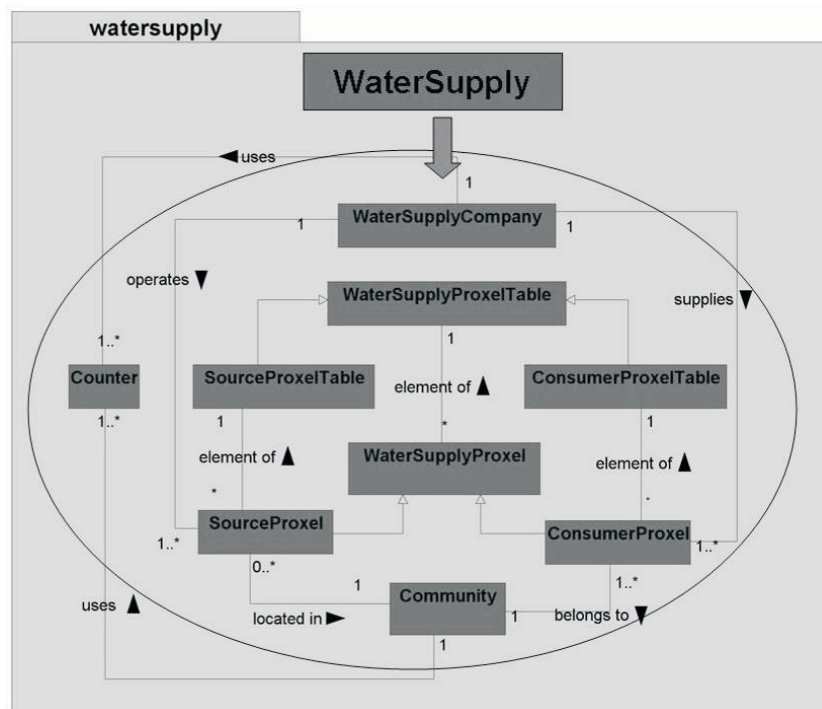 watersupply
WaterSupply
◄ uses
1
WaterSupplyCompany
1
1
operates ▼
WaterSupplyProxelTable
supplies ▼
1
1..*
Counter
SourceProxelTable
ConsumerProxelTable
element of ▲
1..*
1
1
*
element of ▲
WaterSupplyProxel
element of ▲
*
*
SourceProxel
ConsumerProxel
1..*
1..*
0..*
1
Community
1..*
uses ▲
located in ►
1
belongs to ▼
1